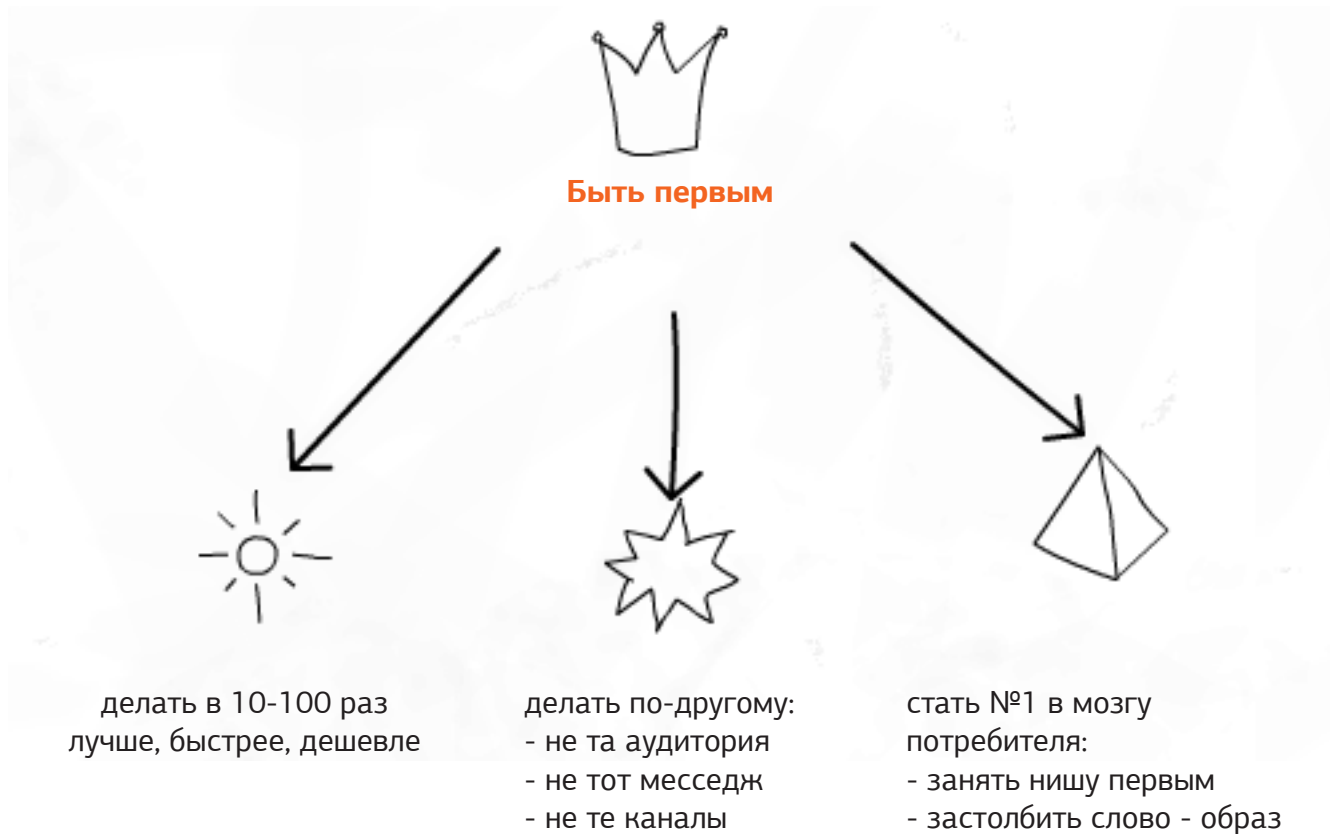 Быть первым
делать в 10-100 раз
лучше, быстрее, дешевле
делать по-другому:
- не та аудитория
- не тот месседж
- не те каналы
стать №1 в мозгу
потребителя:
- занять нишу первым
- застолбить слово - образ